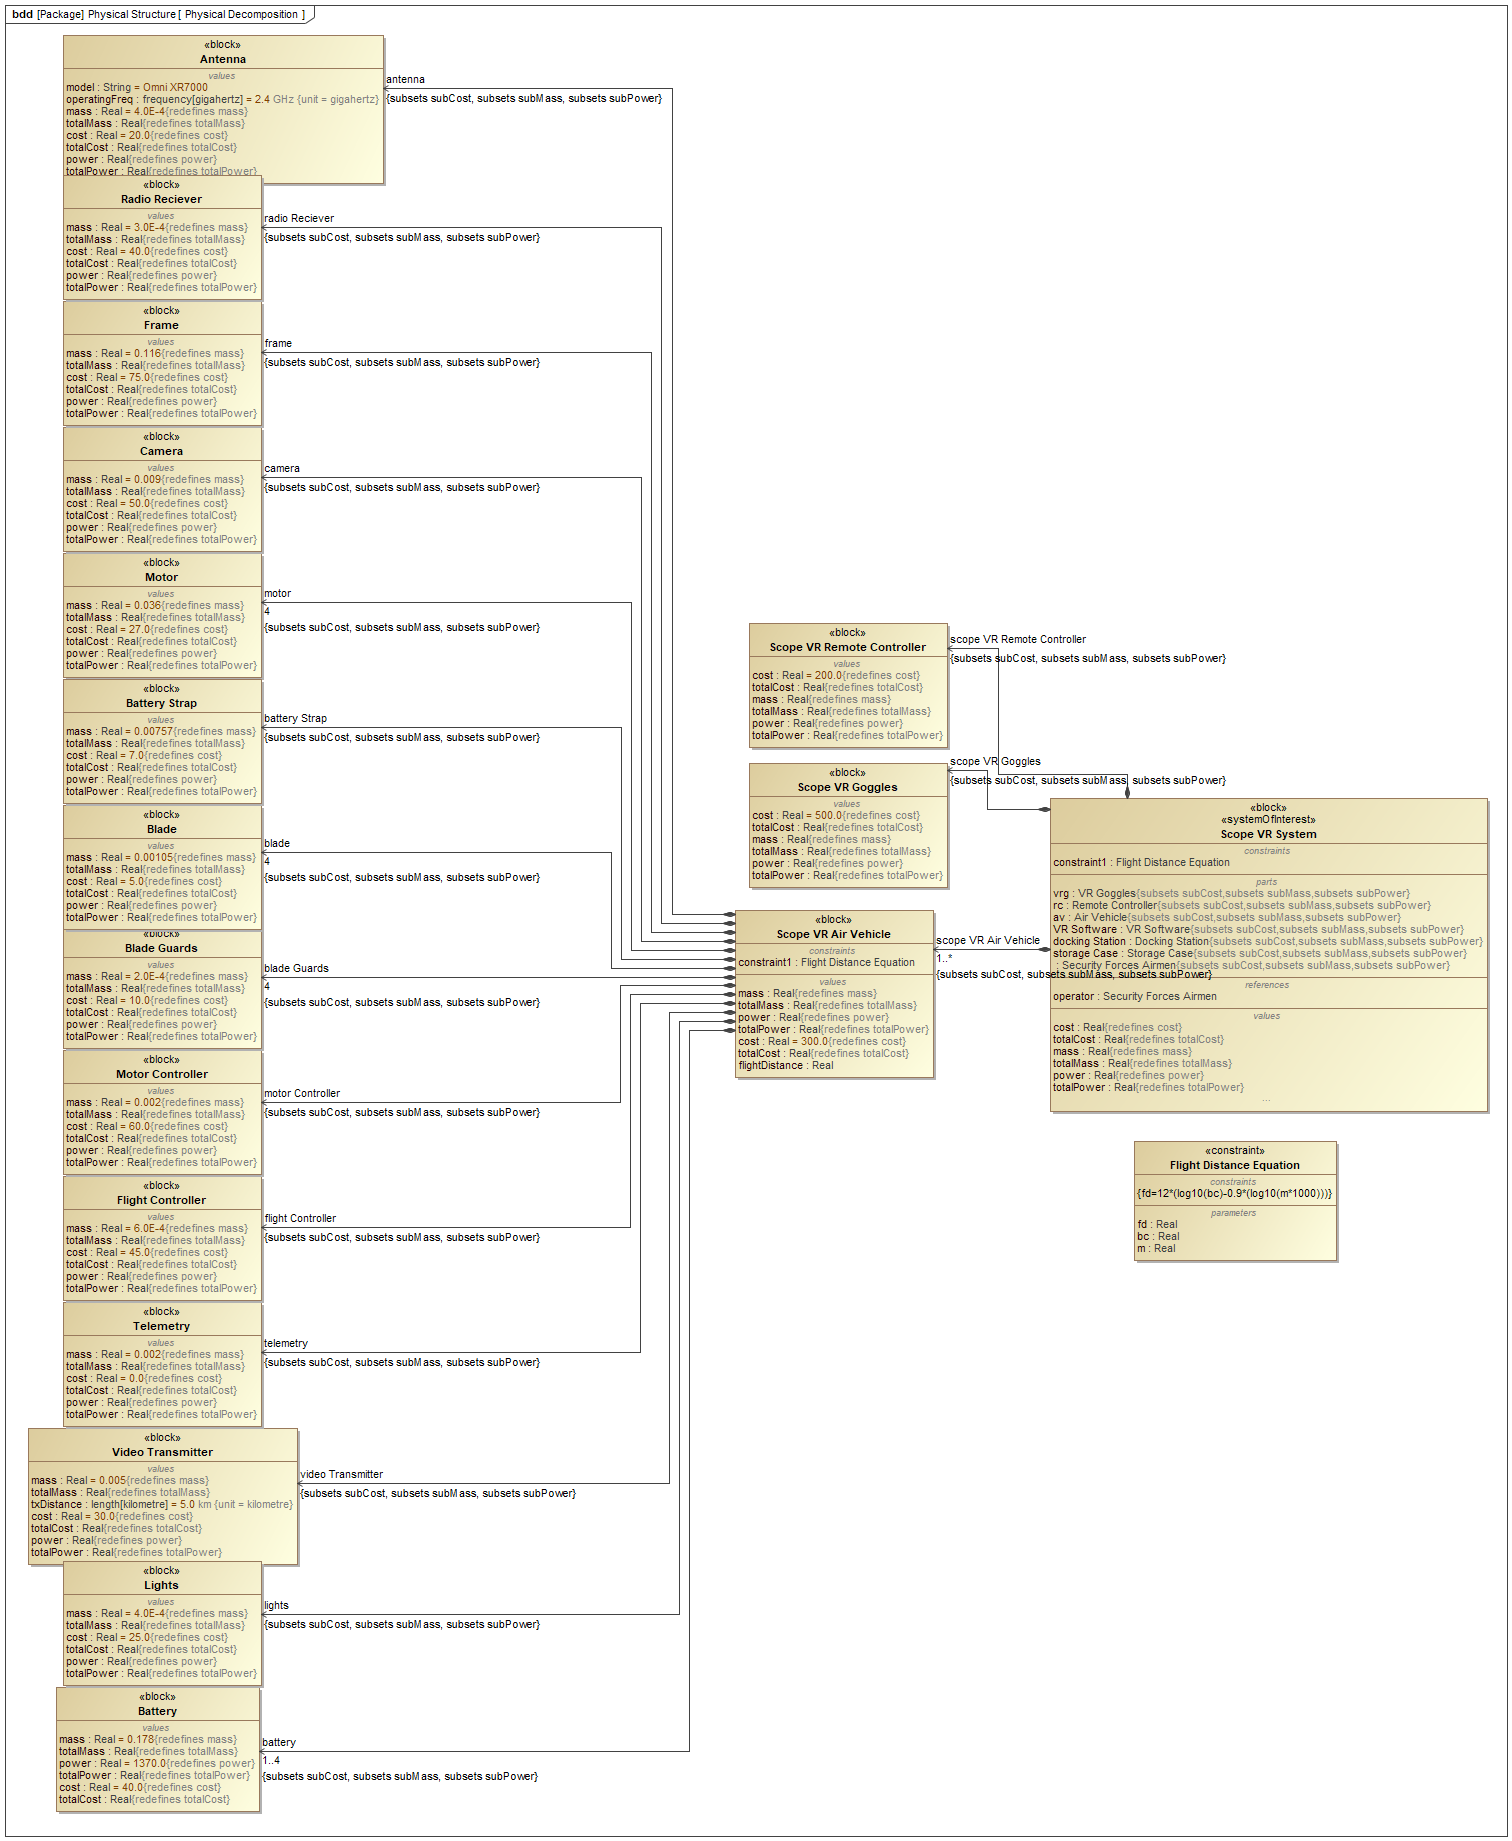 bdd [Package] Physical Structure [ Physical Decomposition ]
«block»
Antenna
values
model : String = Omni XR7000
operatingFreq : frequency[gigahertz] = 2.4 GHz {unit = gigahertz}
mass : Real = 4.0E-4{redefines mass}
totalMass : Real{redefines totalMass}
cost : Real = 20.0{redefines cost}
totalCost : Real{redefines totalCost}
power : Real{redefines power}
totalPower : Real{redefines totalPower}
antenna
{subsets subCost, subsets subMass, subsets subPower}
«block»
Radio Reciever
values
mass : Real = 3.0E-4{redefines mass}
totalMass : Real{redefines totalMass}
cost : Real = 40.0{redefines cost}
totalCost : Real{redefines totalCost}
power : Real{redefines power}
totalPower : Real{redefines totalPower}
radio Reciever
{subsets subCost, subsets subMass, subsets subPower}
«block»
Frame
values
mass : Real = 0.116{redefines mass}
totalMass : Real{redefines totalMass}
cost : Real = 75.0{redefines cost}
totalCost : Real{redefines totalCost}
power : Real{redefines power}
totalPower : Real{redefines totalPower}
frame
{subsets subCost, subsets subMass, subsets subPower}
«block»
Camera
values
mass : Real = 0.009{redefines mass}
totalMass : Real{redefines totalMass}
cost : Real = 50.0{redefines cost}
totalCost : Real{redefines totalCost}
power : Real{redefines power}
totalPower : Real{redefines totalPower}
camera
{subsets subCost, subsets subMass, subsets subPower}
«block»
Motor
values
mass : Real = 0.036{redefines mass}
totalMass : Real{redefines totalMass}
cost : Real = 27.0{redefines cost}
totalCost : Real{redefines totalCost}
power : Real{redefines power}
totalPower : Real{redefines totalPower}
motor
4
{subsets subCost, subsets subMass, subsets subPower}
«block»
Battery Strap
values
mass : Real = 0.00757{redefines mass}
totalMass : Real{redefines totalMass}
cost : Real = 7.0{redefines cost}
totalCost : Real{redefines totalCost}
power : Real{redefines power}
totalPower : Real{redefines totalPower}
battery Strap
{subsets subCost, subsets subMass, subsets subPower}
«block»
Blade
values
mass : Real = 0.00105{redefines mass}
totalMass : Real{redefines totalMass}
cost : Real = 5.0{redefines cost}
totalCost : Real{redefines totalCost}
power : Real{redefines power}
totalPower : Real{redefines totalPower}
blade
4
{subsets subCost, subsets subMass, subsets subPower}
«block»
Blade Guards
values
mass : Real = 2.0E-4{redefines mass}
totalMass : Real{redefines totalMass}
cost : Real = 10.0{redefines cost}
totalCost : Real{redefines totalCost}
power : Real{redefines power}
totalPower : Real{redefines totalPower}
blade Guards
4
{subsets subCost, subsets subMass, subsets subPower}
«block»
Motor Controller
values
mass : Real = 0.002{redefines mass}
totalMass : Real{redefines totalMass}
cost : Real = 60.0{redefines cost}
totalCost : Real{redefines totalCost}
power : Real{redefines power}
totalPower : Real{redefines totalPower}
motor Controller
{subsets subCost, subsets subMass, subsets subPower}
«block»
Flight Controller
values
mass : Real = 6.0E-4{redefines mass}
totalMass : Real{redefines totalMass}
cost : Real = 45.0{redefines cost}
totalCost : Real{redefines totalCost}
power : Real{redefines power}
totalPower : Real{redefines totalPower}
flight Controller
{subsets subCost, subsets subMass, subsets subPower}
«block»
Telemetry
values
mass : Real = 0.002{redefines mass}
totalMass : Real{redefines totalMass}
cost : Real = 0.0{redefines cost}
totalCost : Real{redefines totalCost}
power : Real{redefines power}
totalPower : Real{redefines totalPower}
telemetry
{subsets subCost, subsets subMass, subsets subPower}
«block»
Video Transmitter
values
mass : Real = 0.005{redefines mass}
totalMass : Real{redefines totalMass}
txDistance : length[kilometre] = 5.0 km {unit = kilometre}
cost : Real = 30.0{redefines cost}
totalCost : Real{redefines totalCost}
power : Real{redefines power}
totalPower : Real{redefines totalPower}
video Transmitter
{subsets subCost, subsets subMass, subsets subPower}
«block»
Lights
values
mass : Real = 4.0E-4{redefines mass}
totalMass : Real{redefines totalMass}
cost : Real = 25.0{redefines cost}
totalCost : Real{redefines totalCost}
power : Real{redefines power}
totalPower : Real{redefines totalPower}
lights
{subsets subCost, subsets subMass, subsets subPower}
«block»
Battery
values
mass : Real = 0.178{redefines mass}
totalMass : Real{redefines totalMass}
power : Real = 1370.0{redefines power}
totalPower : Real{redefines totalPower}
cost : Real = 40.0{redefines cost}
totalCost : Real{redefines totalCost}
battery
1..4
{subsets subCost, subsets subMass, subsets subPower}
«block»
Scope VR Remote Controller
values
cost : Real = 200.0{redefines cost}
totalCost : Real{redefines totalCost}
mass : Real{redefines mass}
totalMass : Real{redefines totalMass}
power : Real{redefines power}
totalPower : Real{redefines totalPower}
scope VR Remote Controller
{subsets subCost, subsets subMass, subsets subPower}
«block»
Scope VR Goggles
values
cost : Real = 500.0{redefines cost}
totalCost : Real{redefines totalCost}
mass : Real{redefines mass}
totalMass : Real{redefines totalMass}
power : Real{redefines power}
totalPower : Real{redefines totalPower}
scope VR Goggles
{subsets subCost, subsets subMass, subsets subPower}
«block»
Scope VR Air Vehicle
constraints
constraint1 : Flight Distance Equation
values
mass : Real{redefines mass}
totalMass : Real{redefines totalMass}
power : Real{redefines power}
totalPower : Real{redefines totalPower}
cost : Real = 300.0{redefines cost}
totalCost : Real{redefines totalCost}
flightDistance : Real
scope VR Air Vehicle
1..*
{subsets subCost, subsets subMass, subsets subPower}
«block»
«systemOfInterest»
Scope VR System
constraints
constraint1 : Flight Distance Equation
parts
vrg : VR Goggles{subsets subCost,subsets subMass,subsets subPower}
rc : Remote Controller{subsets subCost,subsets subMass,subsets subPower}
av : Air Vehicle{subsets subCost,subsets subMass,subsets subPower}
VR Software : VR Software{subsets subCost,subsets subMass,subsets subPower}
docking Station : Docking Station{subsets subCost,subsets subMass,subsets subPower}
storage Case : Storage Case{subsets subCost,subsets subMass,subsets subPower}
: Security Forces Airmen{subsets subCost,subsets subMass,subsets subPower}
references
operator : Security Forces Airmen
values
cost : Real{redefines cost}
totalCost : Real{redefines totalCost}
mass : Real{redefines mass}
totalMass : Real{redefines totalMass}
power : Real{redefines power}
totalPower : Real{redefines totalPower}
...
«constraint»
Flight Distance Equation
constraints
{fd=12*(log10(bc)-0.9*(log10(m*1000)))}
parameters
fd : Real
bc : Real
m : Real